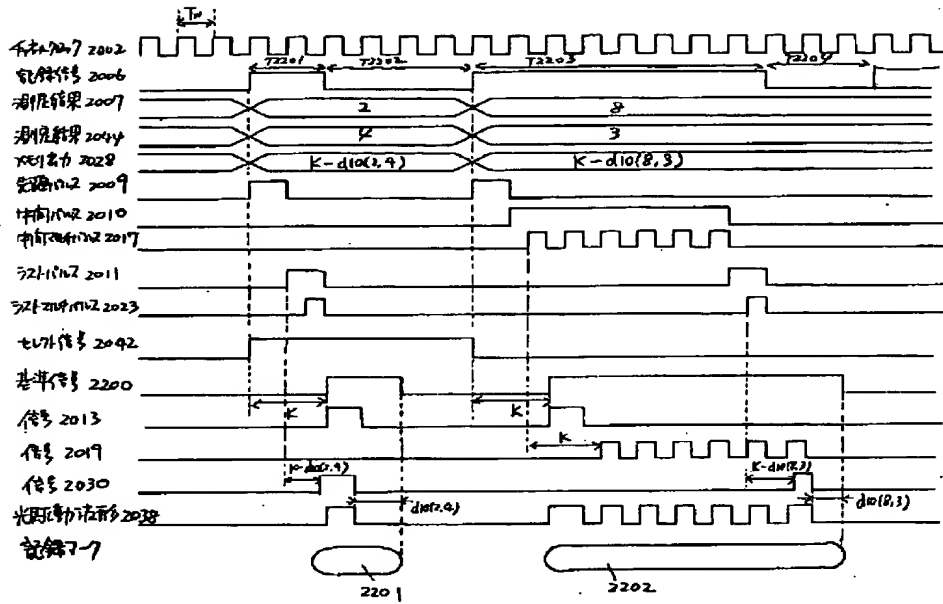 Tw
チャネルクロック 2002
T2201
T2202
T2203
T2204
記録信号 2006
測定結果 2007
2
8
測定結果 2044
4
3
メモリ出力 2028
K-d10(2,4)
K-d10(8,3)
先頭パルス 2009
中間パルス 2010
中間マルチパルス 2017
ラストパルス 2011
ラストマルチパルス 2023
セレクト信号 2042
基準信号 2200
K
K
信号 2013
信号 2019
K
信号 2030
K-d10(2,4)
d10(2,4)
K-d10(8,3)
d10(8,3)
光源駆動波形 2038
記録マーク
2201
2202